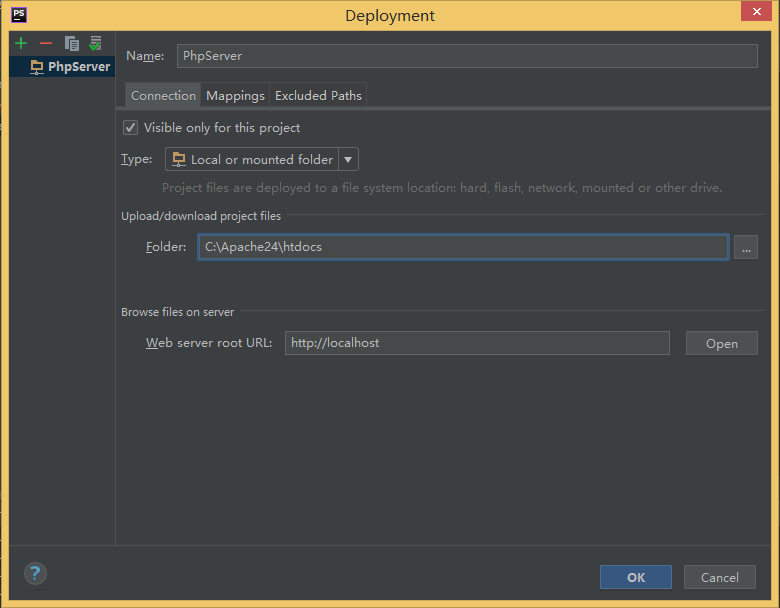 PS
Deployment
PhpServer
Name: PhpServer
Connection Mappings Excluded Paths
Visible only for this project
Type: Local or mounted folder
Project files are deployed to a file system location: hard, flash, network, mounted or other drive.
Upload/download project files
Folder: C:\Apache24\htdocs ...
Browse files on server
Web server root URL: http://localhost Open
? OK Cancel